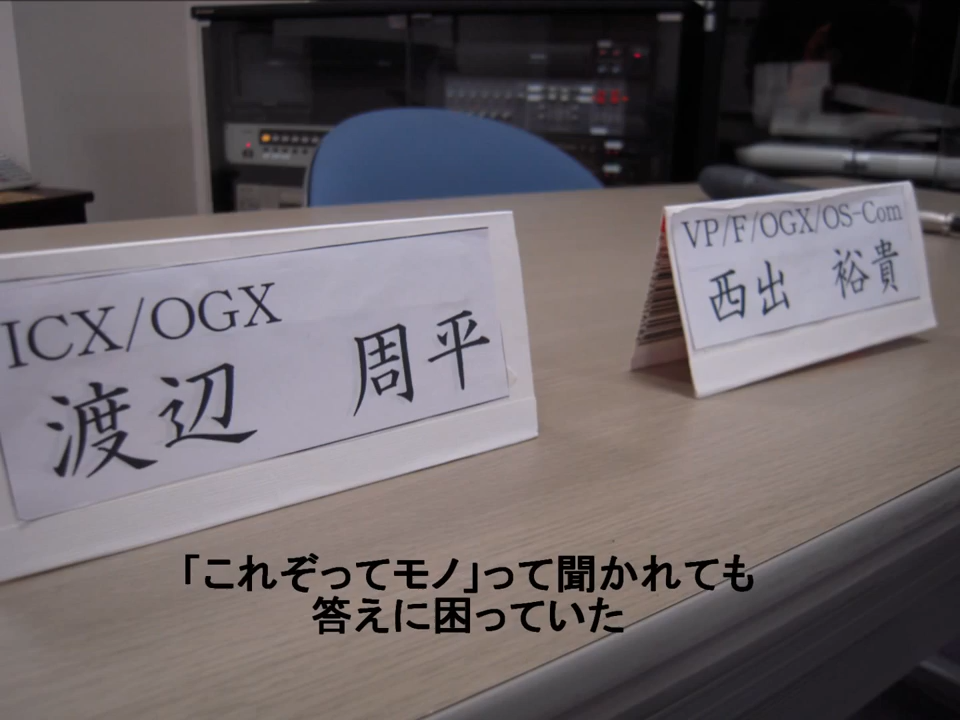 ICX/OGX
渡辺　周平
VP/F/OGX/OS-Com
西出　裕貴
「これぞってモノ」って聞かれても
答えに困っていた